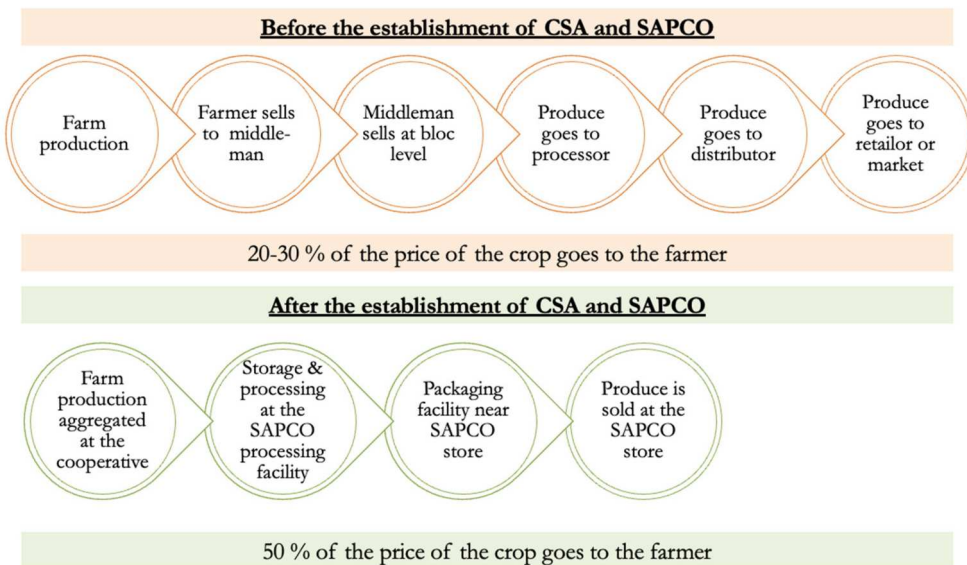 Before the establishment of CSA and SAPCO
Farm
production
Farmer sells
to middle-
man
Middleman
sells at bloc
level
Produce
goes to
processor
Produce
goes to
distributor
Produce
goes to
retailor or
market
20-30 % of the price of the crop goes to the farmer
After the establishment of CSA and SAPCO
Farm
production
aggregated
at the
cooperative
Storage &
processing
at the
SAPCO
processing
facility
Packaging
facility near
SAPCO
store
Produce is
sold at the
SAPCO
store
50 % of the price of the crop goes to the farmer